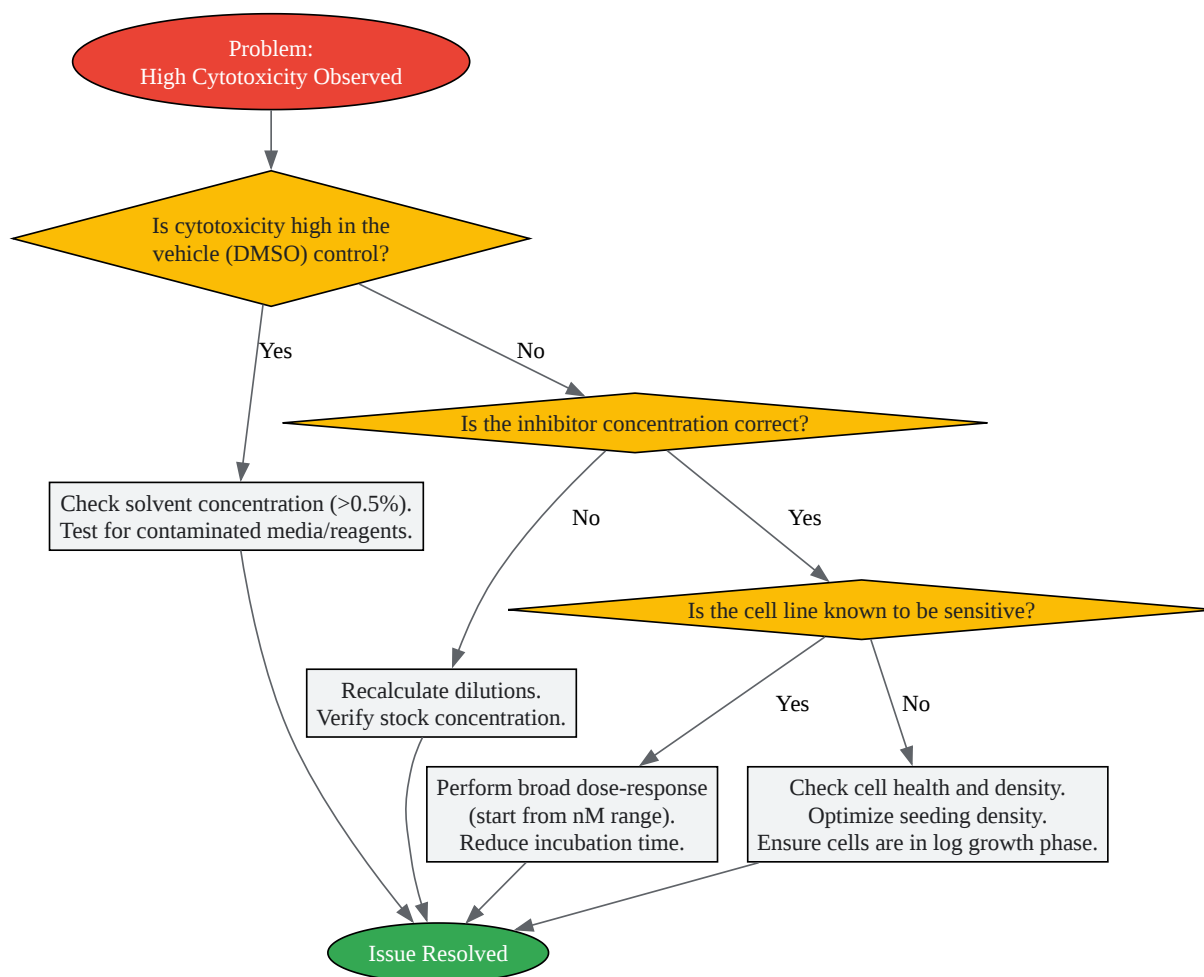 Problem:
High Cytotoxicity Observed
Is cytotoxicity high in the
vehicle (DMSO) control?
Yes
No
Is the inhibitor concentration correct?
Check solvent concentration (>0.5%).
Test for contaminated media/reagents.
No
Yes
Is the cell line known to be sensitive?
Recalculate dilutions.
Verify stock concentration.
Yes
No
Perform broad dose-response
(start from nM range).
Reduce incubation time.
Check cell health and density.
Optimize seeding density.
Ensure cells are in log growth phase.
Issue Resolved